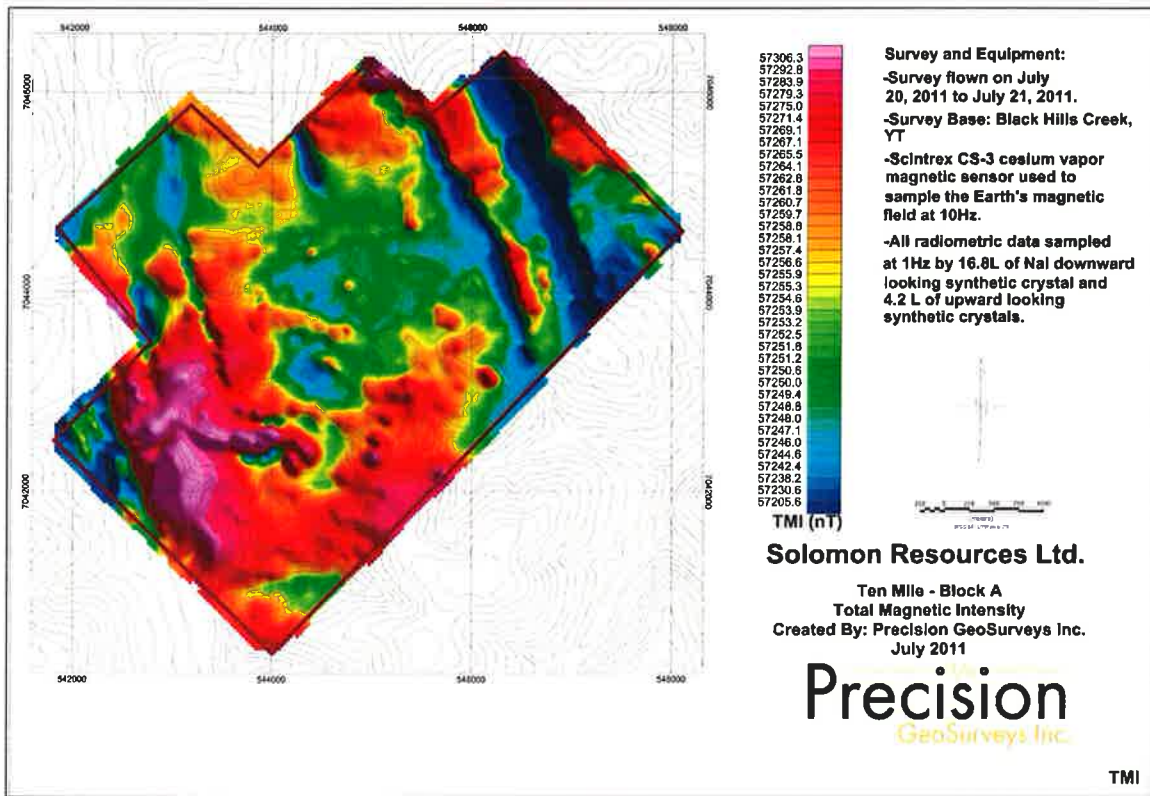 542000 544000 546000 548000
7046000
7044000
7042000
7046000
7044000
7042000
542000 544000 546000 548000
57306.3
57292.8
57283.9
57279.3
57275.0
57271.4
57269.1
57267.1
57265.5
57264.1
57262.8
57261.8
57260.7
57259.7
57258.8
57258.1
57257.4
57256.6
57255.9
57255.3
57254.6
57253.9
57253.2
57252.5
57251.8
57251.2
57250.6
57250.0
57249.4
57248.8
57248.0
57247.1
57246.0
57244.6
57242.4
57238.2
57230.6
57205.6
TMI (nT)
Survey and Equipment:
-Survey flown on July
20, 2011 to July 21, 2011.
-Survey Base: Black Hills Creek,
YT
-Scintrex CS-3 cesium vapor
magnetic sensor used to
sample the Earth's magnetic
field at 10Hz.
-All radiometric data sampled
at 1Hz by 16.8L of NaI downward
looking synthetic crystal and
4.2 L of upward looking
synthetic crystals.
Solomon Resources Ltd.
Ten Mile - Block A
Total Magnetic Intensity
Created By: Precision GeoSurveys Inc.
July 2011
Precision
GeoSurveys Inc.
TMI